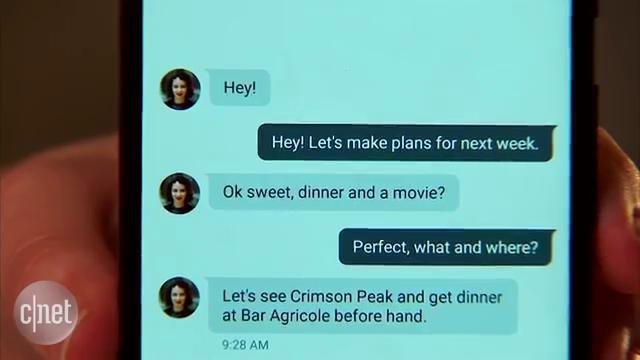 Hey!
Hey! Let's make plans for next week.
Ok sweet, dinner and a movie?
Perfect, what and where?
Let's see Crimson Peak and get dinner
at Bar Agricole before hand.
9:28 AM
c|net